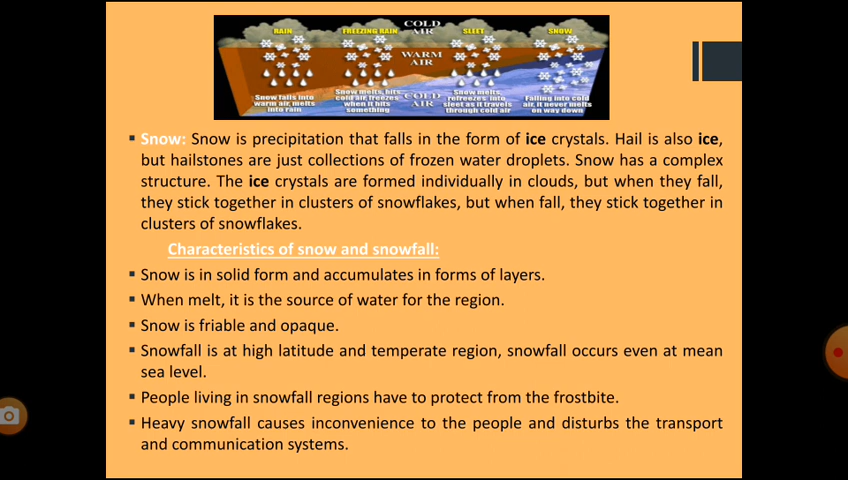 COLD
AIR
RAIN
FREEZING RAIN
SLEET
SNOW
WARM
AIR
Snow falls into
warm air, melts
into rain
Snow melts, hits
cold air, freezes
when it hits
something
COLD
AIR
Snow melts,
refreezes into
sleet as it travels
through cold air
Falling into cold
air, it never melts
on way down
▪ Snow: Snow is precipitation that falls in the form of ice crystals. Hail is also ice,
but hailstones are just collections of frozen water droplets. Snow has a complex
structure. The ice crystals are formed individually in clouds, but when they fall,
they stick together in clusters of snowflakes, but when fall, they stick together in
clusters of snowflakes.
Characteristics of snow and snowfall:
▪ Snow is in solid form and accumulates in forms of layers.
▪ When melt, it is the source of water for the region.
▪ Snow is friable and opaque.
▪ Snowfall is at high latitude and temperate region, snowfall occurs even at mean
sea level.
▪ People living in snowfall regions have to protect from the frostbite.
▪ Heavy snowfall causes inconvenience to the people and disturbs the transport
and communication systems.